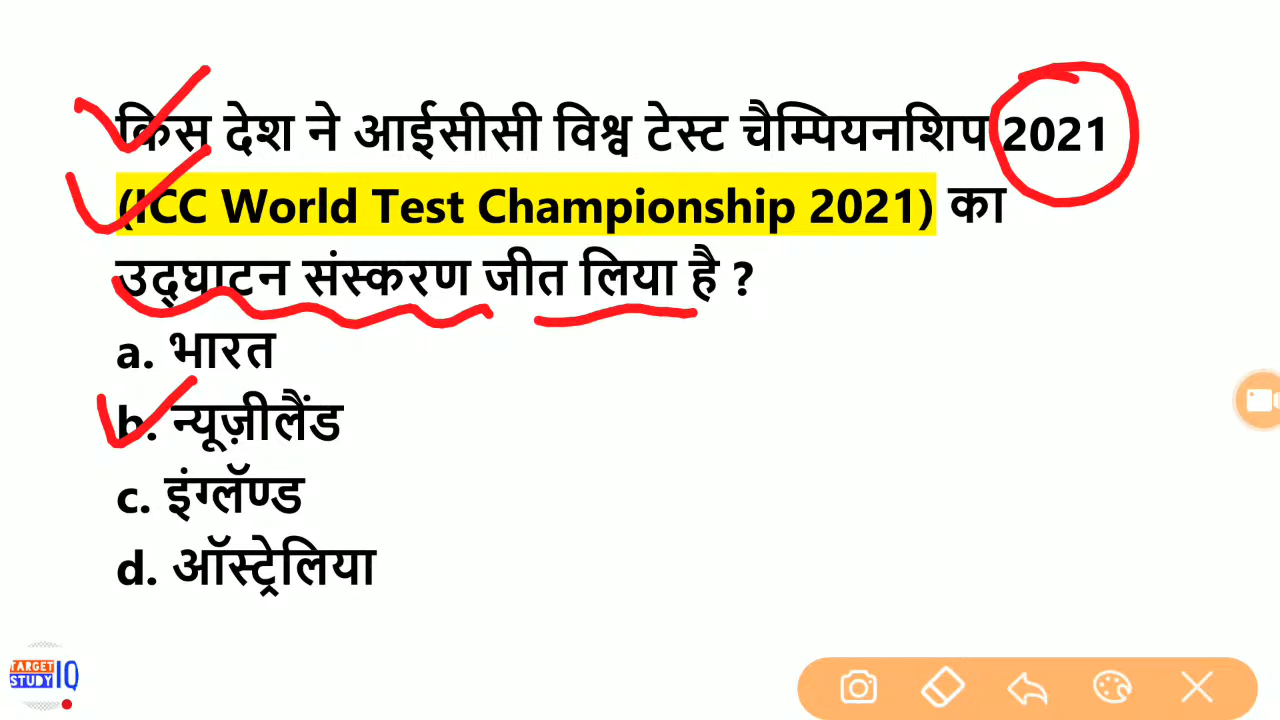 किस देश ने आईसीसी विश्व टेस्ट चैम्पियनशिप 2021
(ICC World Test Championship 2021) का
उद्घाटन संस्करण जीत लिया है ?
a. भारत
b. न्यूज़ीलैंड
c. इंग्लॅण्ड
d. ऑस्ट्रेलिया
TARGET
STUDY IQ